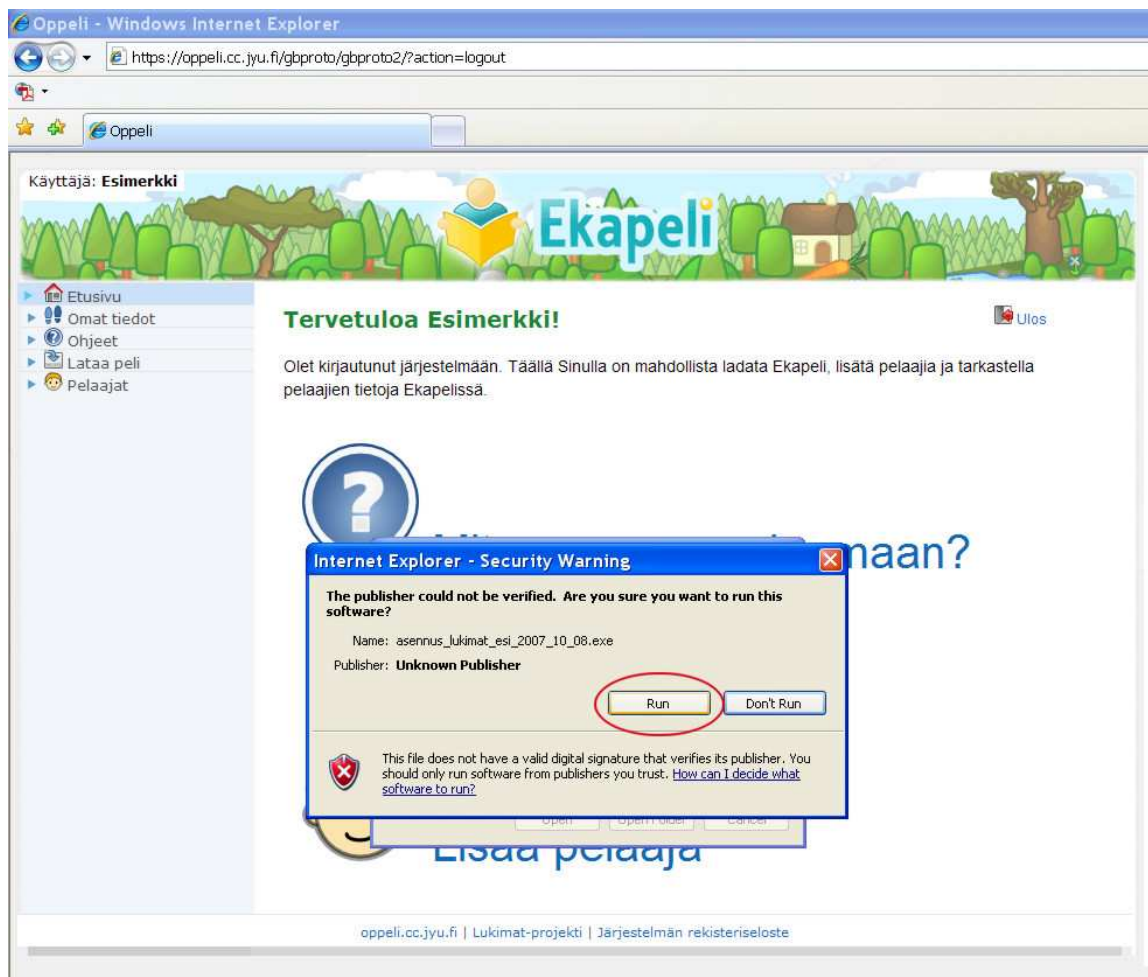 Oppeli - Windows Internet Explorer
https://oppeli.cc.jyu.fi/gbproto/gbproto2/?action=logout
Oppeli
Käyttäjä: Esimerkki
Ekapeli
Etusivu
Omat tiedot
Ohjeet
Lataa peli
Pelaajat
Tervetuloa Esimerkki!
Ulos
Olet kirjautunut järjestelmään. Täällä Sinulla on mahdollista ladata Ekapeli, lisätä pelaajia ja tarkastella
pelaajien tietoja Ekapelissä.
Internet Explorer - Security Warning
The publisher could not be verified. Are you sure you want to run this
software?
Name: asennus_lukimat_esi_2007_10_08.exe
Publisher: Unknown Publisher
Run Don't Run
This file does not have a valid digital signature that verifies its publisher. You
should only run software from publishers you trust. How can I decide what
software to run?
Open Open Folder Cancel
Lisää pelaaja
oppeli.cc.jyu.fi | Lukimat-projekti | Järjestelmän rekisteriseloste